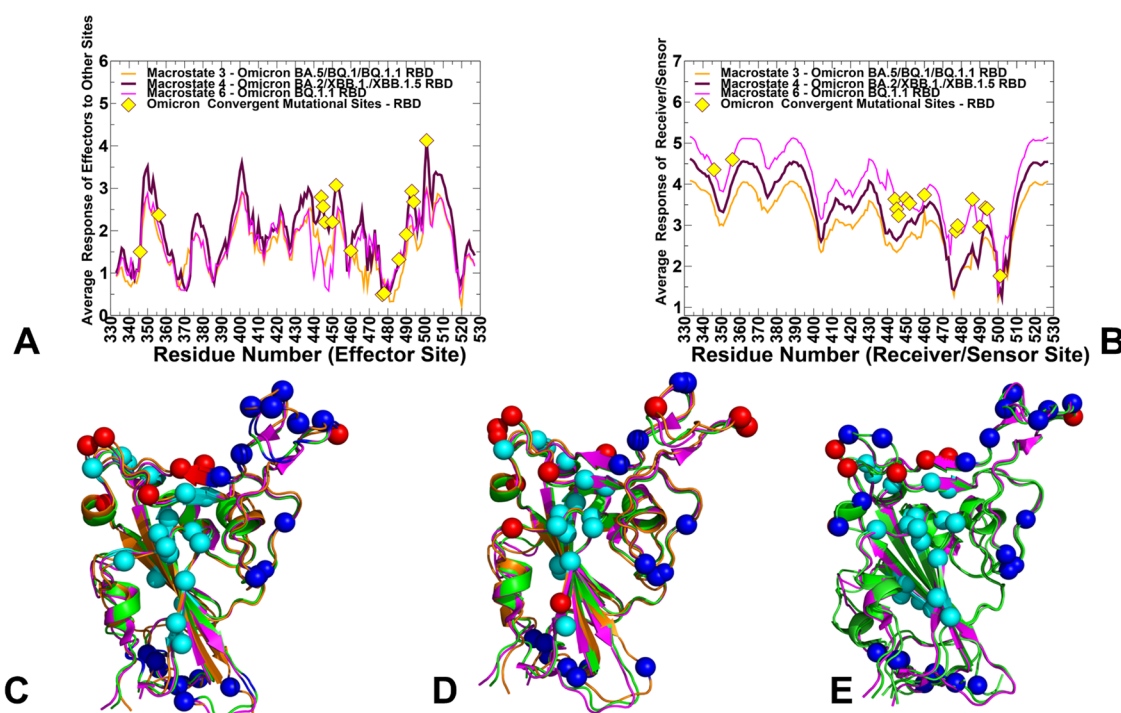 Average Response of Effectors to Other Sites
6
5
4
3
2
1
0
Macrostate 3 - Omicron BA.5/BQ.1/BQ.1.1 RBD
Macrostate 4 - Omicron BA.2/XBB.1./XBB.1.5 RBD
Macrostate 6 - Omicron BQ.1.1 RBD
Omicron Convergent Mutational Sites - RBD
330 340 350 360 370 380 390 400 410 420 430 440 450 460 470 480 490 500 510 520 530
Residue Number (Effector Site)
A
Average Response of Receiver/Sensor
7
6
5
4
3
2
1
Macrostate 3 - Omicron BA.5/BQ.1/BQ.1.1 RBD
Macrostate 4 - Omicron BA.2/XBB.1./XBB.1.5 RBD
Macrostate 6 - Omicron BQ.1.1 RBD
Omicron Convergent Mutational Sites - RBD
330 340 350 360 370 380 390 400 410 420 430 440 450 460 470 480 490 500 510 520 530
Residue Number (Receiver/Sensor Site)
B
C
D
E